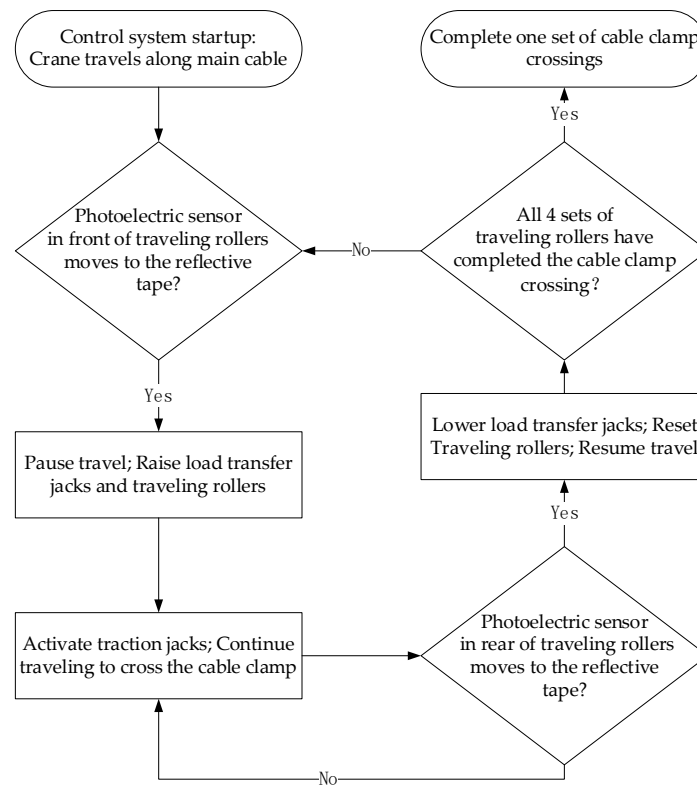 Control system startup:
Crane travels along main cable
Complete one set of cable clamp
crossings
Yes
Photoelectric sensor
in front of traveling rollers
moves to the reflective
tape?
No
All 4 sets of
traveling rollers have
completed the cable clamp
crossing?
Yes
Pause travel; Raise load transfer
jacks and traveling rollers
Lower load transfer jacks; Reset
Traveling rollers; Resume travel
Yes
Activate traction jacks; Continue
traveling to cross the cable clamp
Photoelectric sensor
in rear of traveling rollers
moves to the reflective
tape?
No